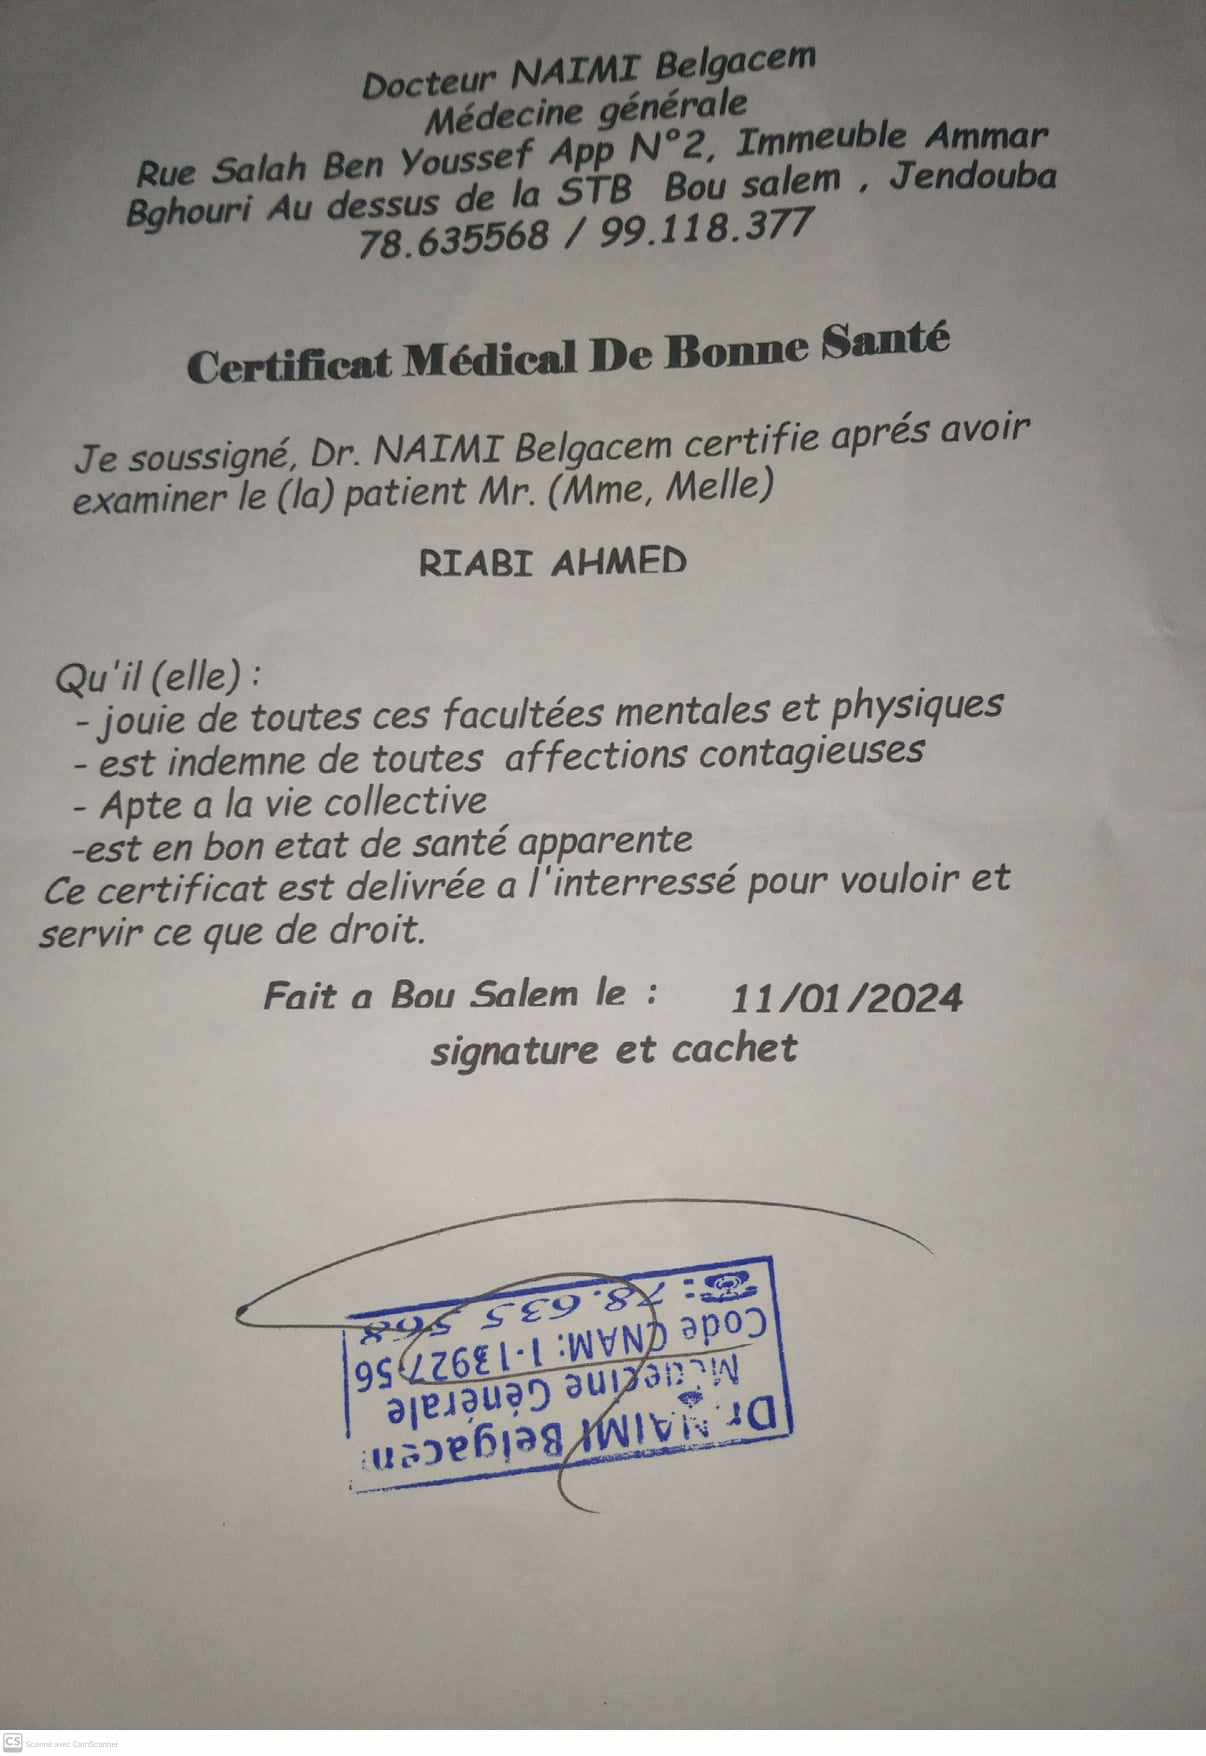 Docteur NAIMI Belgacem
Médecine générale
Rue Salah Ben Youssef App N°2, Immeuble Ammar
Bghouri Au dessus de la STB Bou salem , Jendouba
78.635568 / 99.118.377
Certificat Médical De Bonne Santé
Je soussigné, Dr. NAIMI Belgacem certifie aprés avoir
examiner le (la) patient Mr. (Mme, Melle)
RIABI AHMED
Qu'il (elle) :
- jouie de toutes ces facultées mentales et physiques
- est indemne de toutes affections contagieuses
- Apte a la vie collective
-est en bon etat de santé apparente
Ce certificat est delivrée a l'interressé pour vouloir et
servir ce que de droit.
Fait a Bou Salem le : 11/01/2024
signature et cachet
Dr. NAIMI Belgacem
Médecine Générale
Code CNAM: 1-13927-56
☎: 78.635 568
CS Scanné avec CamScanner